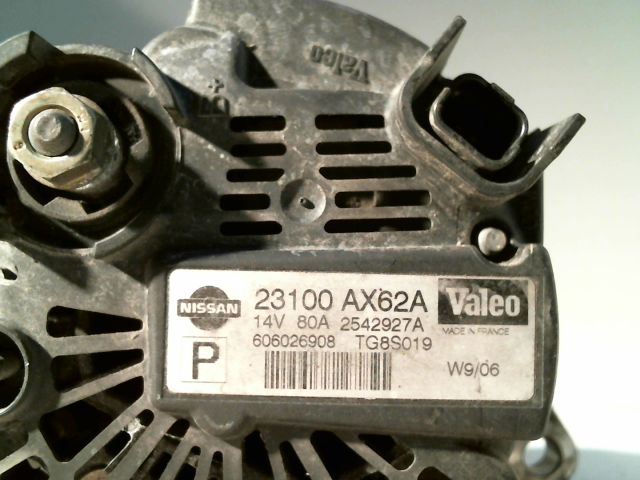 Valeo
B+
NISSAN
23100 AX62A
Valeo
14V 80A 2542927A
MADE IN FRANCE
606026908 TG8S019
P
W9/06